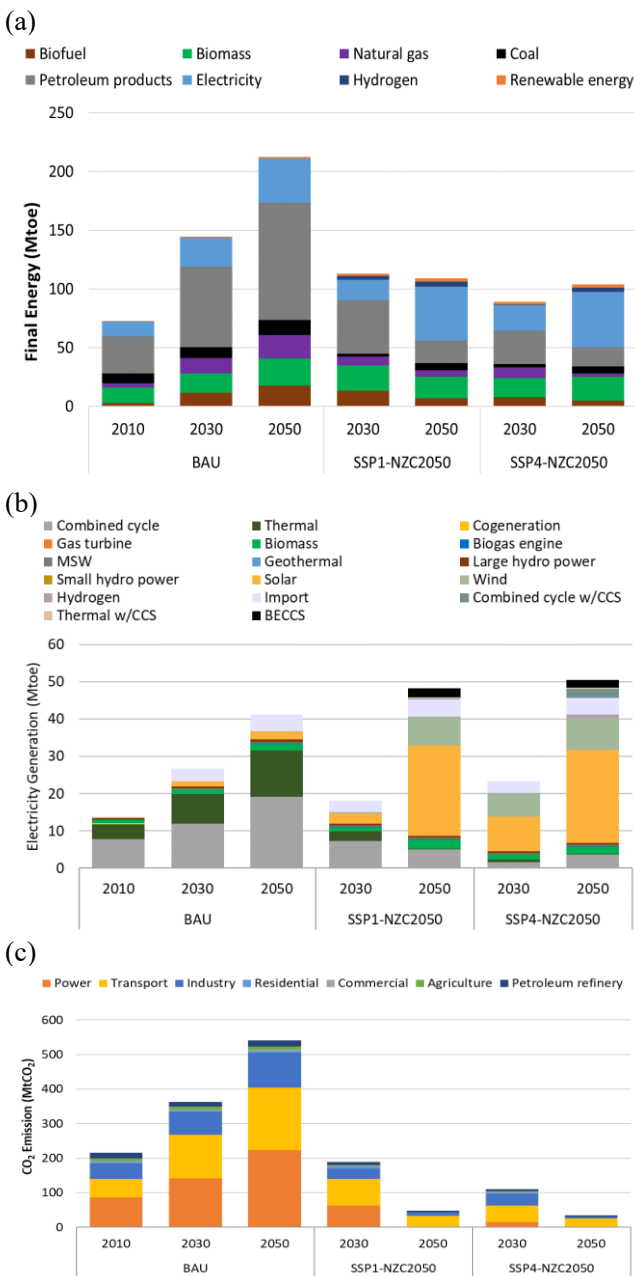 (a)
Biofuel Biomass Natural gas Coal
Petroleum products Electricity Hydrogen Renewable energy
250
200
150
100
50
0
Final Energy (Mtoe)
2010 2030 2050 2030 2050 2030 2050
BAU SSP1-NZC2050 SSP4-NZC2050
(b)
Combined cycle Thermal Cogeneration
Gas turbine Biomass Biogas engine
MSW Geothermal Large hydro power
Small hydro power Solar Wind
Hydrogen Import Combined cycle w/CCS
Thermal w/CCS BECCS
60
50
40
30
20
10
0
Electricity Generation (Mtoe)
2010 2030 2050 2030 2050 2030 2050
BAU SSP1-NZC2050 SSP4-NZC2050
(c)
Power Transport Industry Residential Commercial Agriculture Petroleum refinery
600
500
400
300
200
100
0
CO₂ Emission (MtCO₂)
2010 2030 2050 2030 2050 2030 2050
BAU SSP1-NZC2050 SSP4-NZC2050